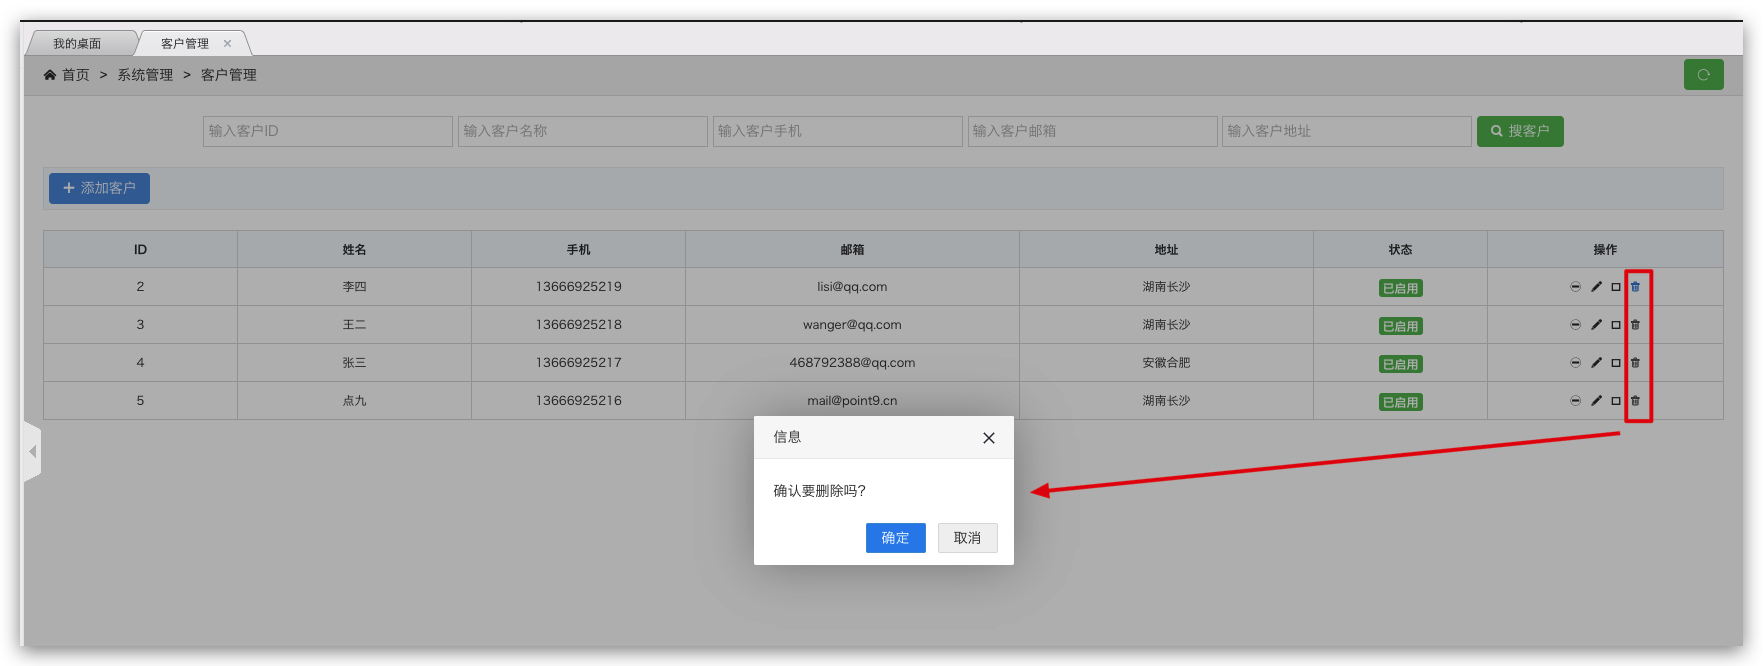 我的桌面 客户管理
首页 > 系统管理 > 客户管理
输入客户ID 输入客户名称 输入客户手机 输入客户邮箱 输入客户地址 搜客户
添加客户
ID 姓名 手机 邮箱 地址 状态 操作
2 李四 13666925219 lisi@qq.com 湖南长沙 已启用
3 王二 13666925218 wanger@qq.com 湖南长沙 已启用
4 张三 13666925217 468792388@qq.com 安徽合肥 已启用
5 点九 13666925216 mail@point9.cn 湖南长沙 已启用
信息
确认要删除吗?
确定 取消